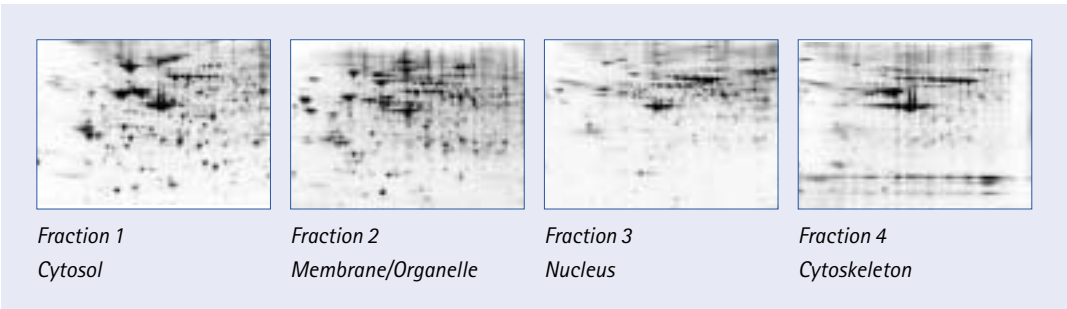 Fraction 1
Cytosol
Fraction 2
Membrane/Organelle
Fraction 3
Nucleus
Fraction 4
Cytoskeleton